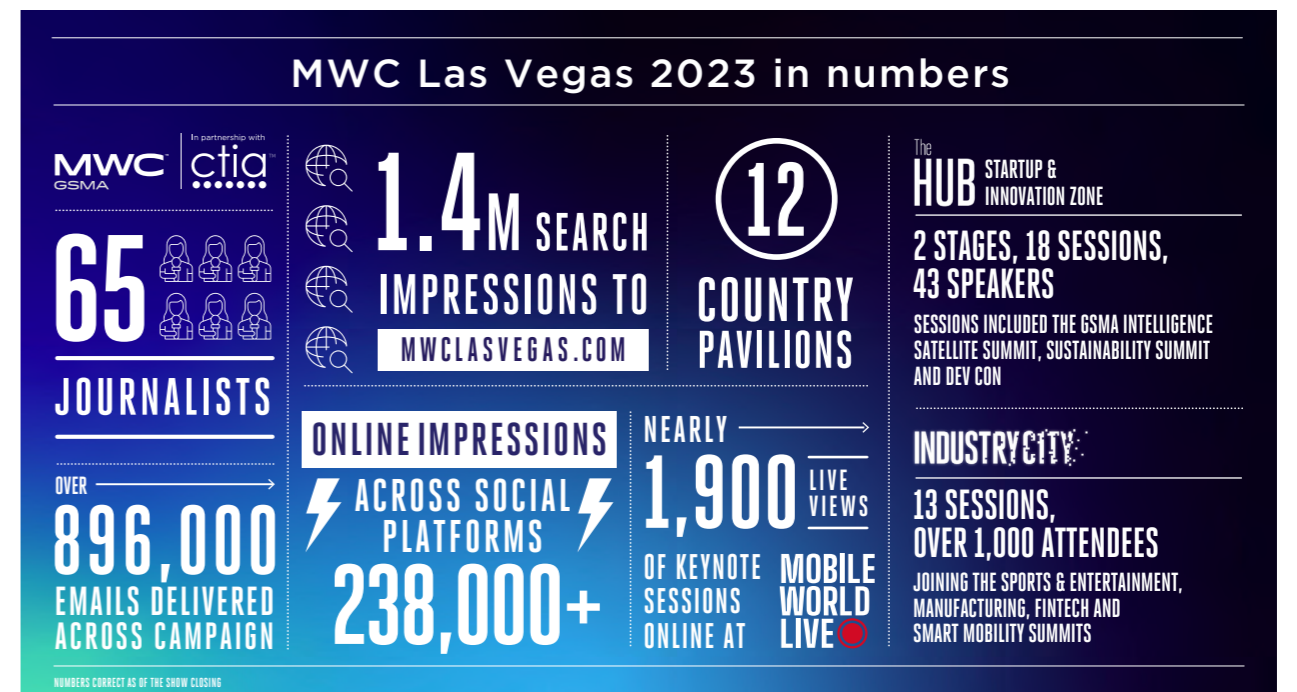 MWC Las Vegas 2023 in numbers
MWC
GSMA
In partnership with
ctia™
65
JOURNALISTS
OVER
896,000
EMAILS DELIVERED
ACROSS CAMPAIGN
1.4M SEARCH
IMPRESSIONS TO
MWCLASVEGAS.COM
12
COUNTRY
PAVILIONS
ONLINE IMPRESSIONS
ACROSS SOCIAL
PLATFORMS
238,000+
NEARLY
1,900
LIVE
VIEWS
OF KEYNOTE
SESSIONS
ONLINE AT
MOBILE
WORLD
LIVE
The
HUB
STARTUP &
INNOVATION ZONE
2 STAGES, 18 SESSIONS,
43 SPEAKERS
SESSIONS INCLUDED THE GSMA INTELLIGENCE
SATELLITE SUMMIT, SUSTAINABILITY SUMMIT
AND DEV CON
INDUSTRY CITY
13 SESSIONS,
OVER 1,000 ATTENDEES
JOINING THE SPORTS & ENTERTAINMENT,
MANUFACTURING, FINTECH AND
SMART MOBILITY SUMMITS
NUMBERS CORRECT AS OF THE SHOW CLOSING